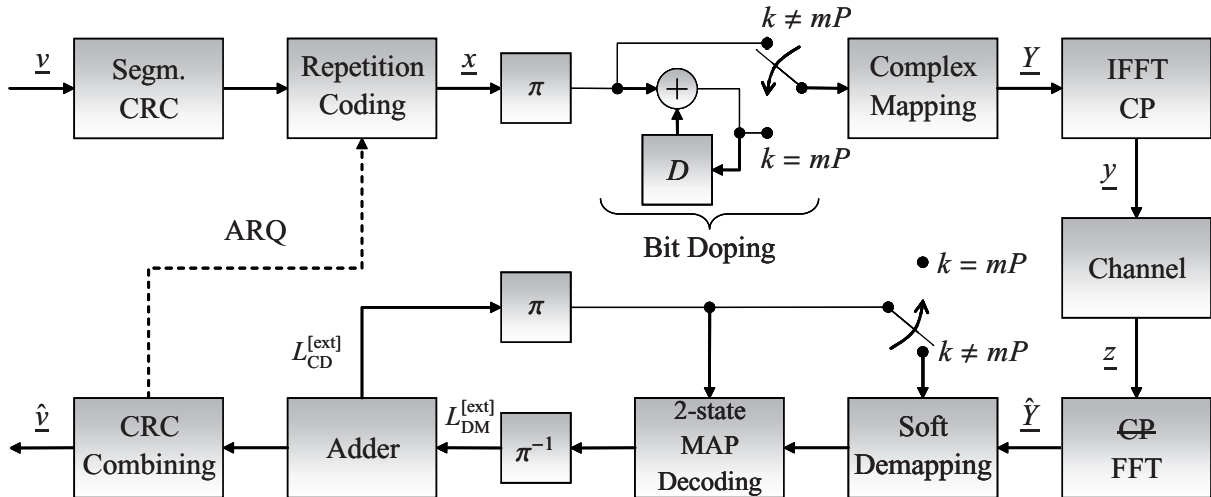 k ≠ mP
v
Segm.
CRC
Repetition
Coding
x
π
+
D
k = mP
Bit Doping
Complex
Mapping
Y
IFFT
CP
y
ARQ
Channel
π
k = mP
k ≠ mP
L_CD^[ext]
z
v̂
CRC
Combining
Adder
L_DM^[ext]
π⁻¹
2-state
MAP
Decoding
Soft
Demapping
Ŷ
CP
FFT